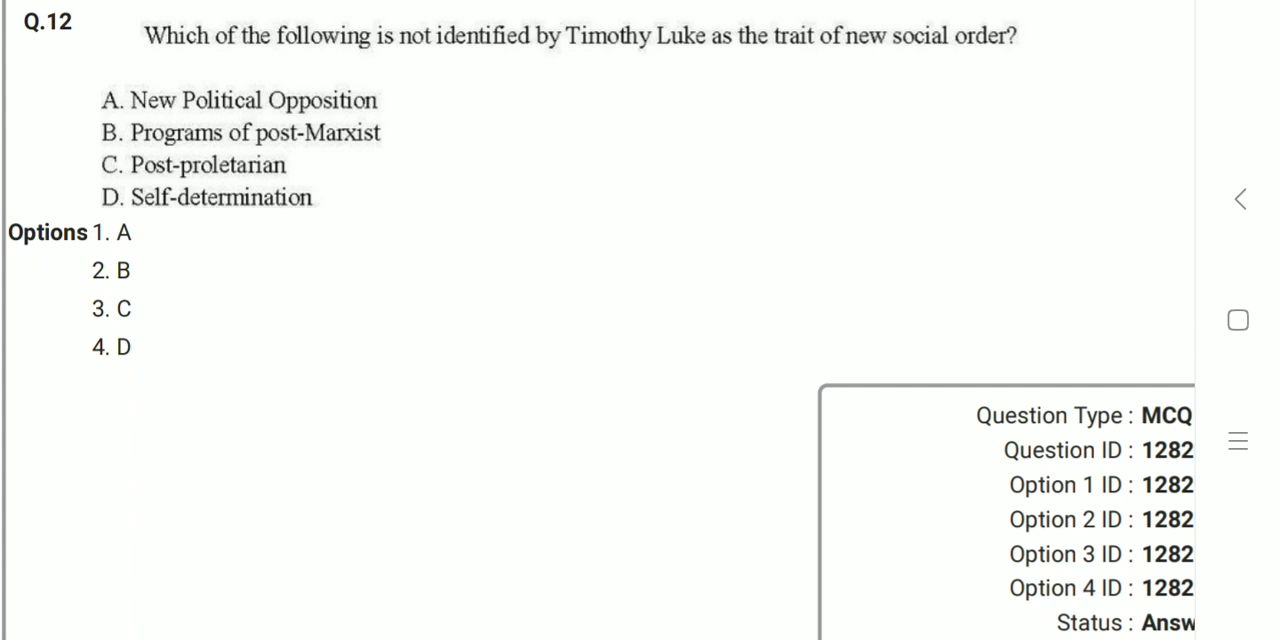 Q.12
Which of the following is not identified by Timothy Luke as the trait of new social order?
A. New Political Opposition
B. Programs of post-Marxist
C. Post-proletarian
D. Self-determination
Options 1. A
2. B
3. C
4. D
Question Type : MCQ
Question ID : 1282
Option 1 ID : 1282
Option 2 ID : 1282
Option 3 ID : 1282
Option 4 ID : 1282
Status : Answ